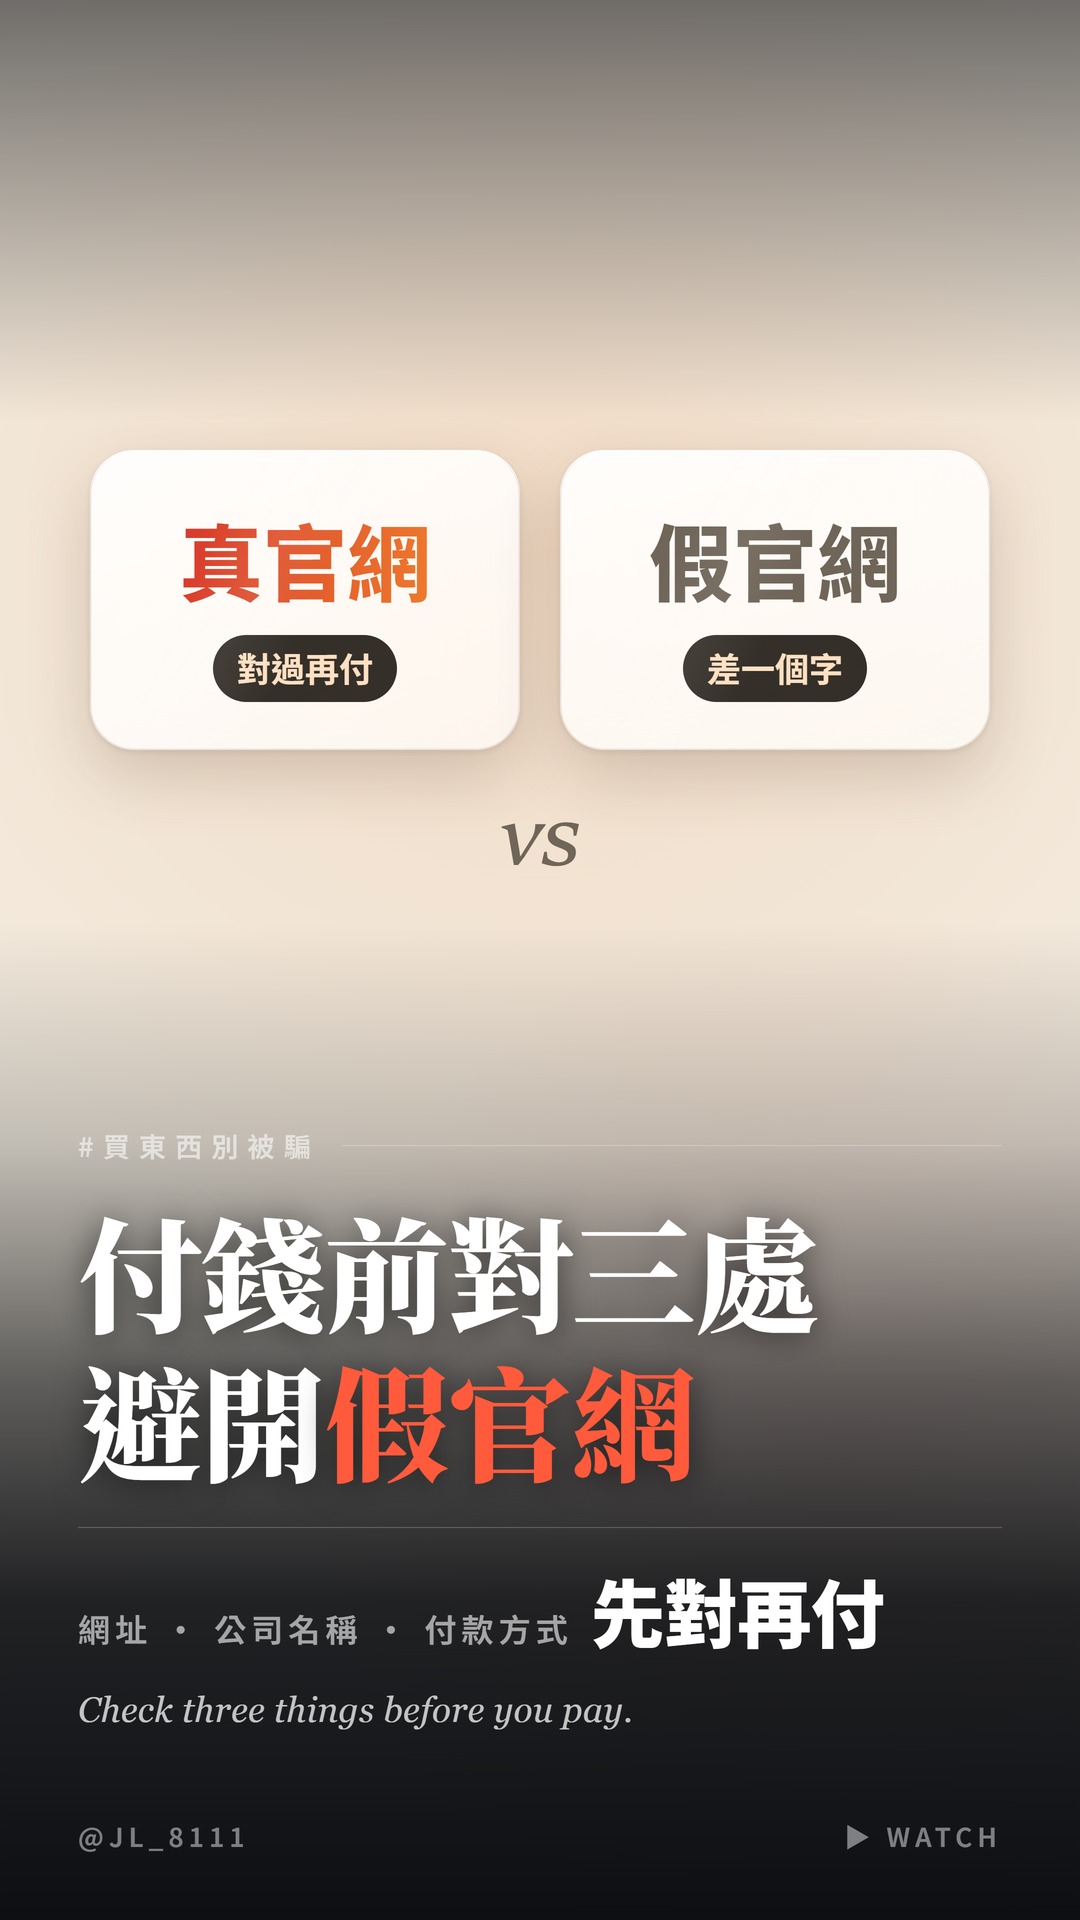 真官網
對過再付
假官網
差一個字
vs
#買東西別被騙
付錢前對三處
避開假官網
網址 • 公司名稱 • 付款方式 先對再付
Check three things before you pay.
@JL_8111
▶ WATCH